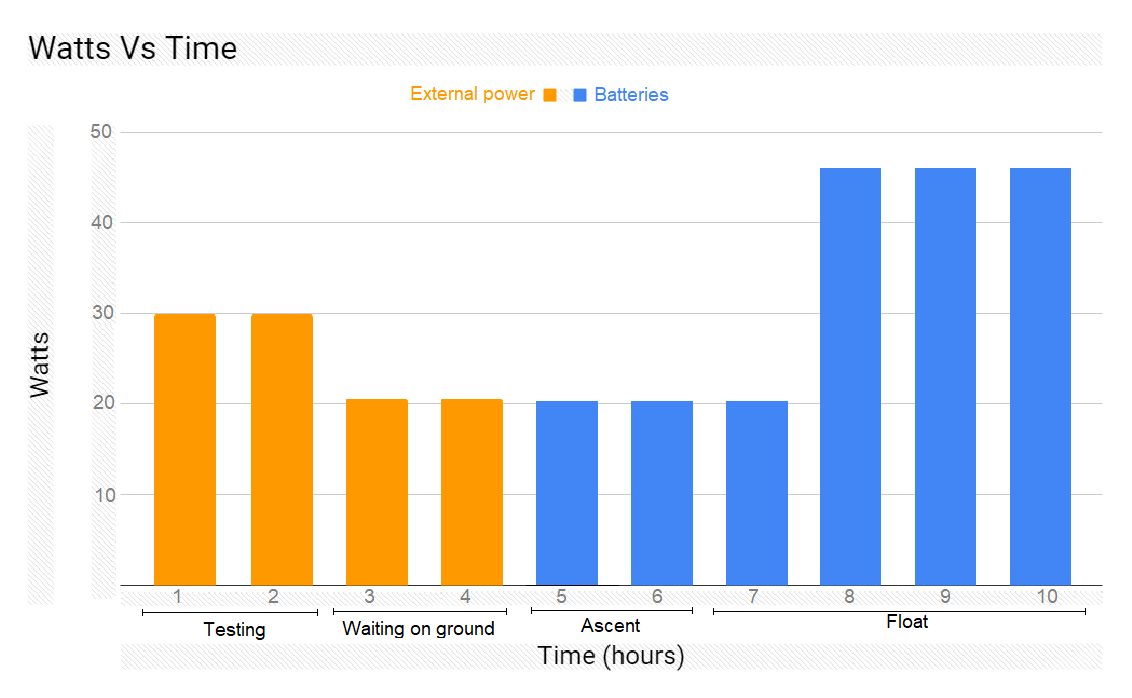 Watts Vs Time
External power Batteries
50
40
30
20
10
Watts
1 2 3 4 5 6 7 8 9 10
Testing Waiting on ground Ascent Float
Time (hours)